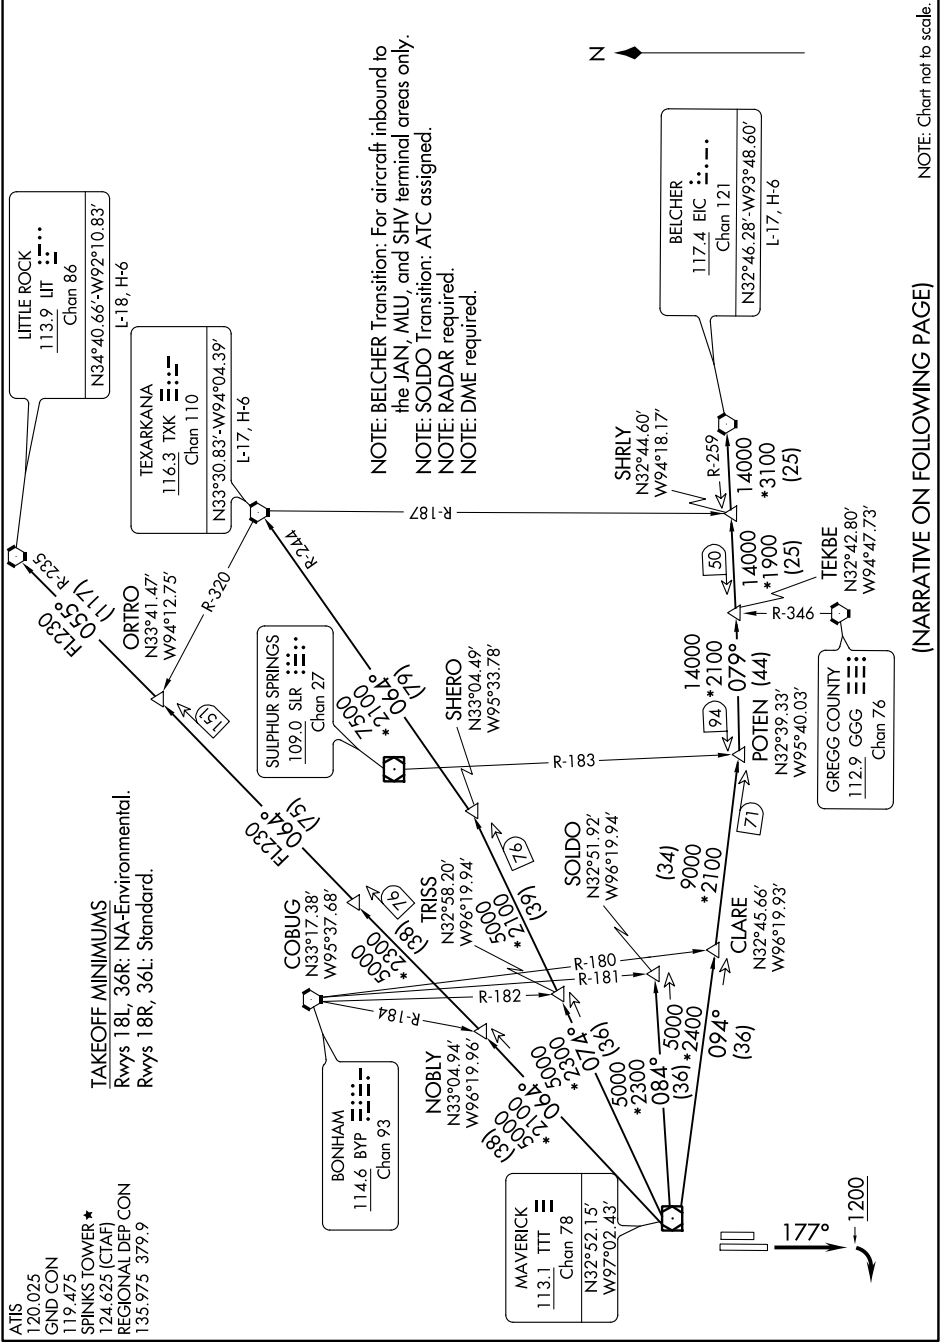 ATIS
120.025
GND CON
119.475
SPINKS TOWER★
124.625 (CTAF)
REGIONAL DEP CON
135.975 379.9
TAKEOFF MINIMUMS
Rwys 18L, 36R: NA-Environmental.
Rwys 18R, 36L: Standard.
LITTLE ROCK
113.9 LIT
Chan 86
N34°40.66′-W92°10.83′
L-18, H-6
TEXARKANA
116.3 TXK
Chan 110
N33°30.83′-W94°04.39′
L-17, H-6
NOTE: BELCHER Transition: For aircraft inbound to
the JAN, MLU, and SHV terminal areas only.
NOTE: SOLDO Transition: ATC assigned.
NOTE: RADAR required.
NOTE: DME required.
N
R-235
FL230
055°
(117)
ORTRO
N33°41.47′
W94°12.75′
R-320
151
FL230
064°
(75)
R-244
R-187
SULPHUR SPRINGS
109.0 SLR
Chan 27
7500
*2100
064°
(79)
COBUG
N33°17.38′
W95°37.68′
76
5000
*2300
(38)
SHERO
N33°04.49′
W95°33.78′
76
5000
*2100
(39)
TRISS
N32°58.20′
W96°19.94′
SOLDO
N32°51.92′
W96°19.94′
BONHAM
114.6 BYP
Chan 93
R-184
R-182
R-181
R-180
R-183
NOBLY
N33°04.94′
W96°19.96′
(38)
5000
*2100
064°
5000
*2300
074°
(36)
5000
*2300
084°
(36)
5000
*2400
094°
(36)
CLARE
N32°45.66′
W96°19.93′
(34)
9000
*2100
71
POTEN
N32°39.33′
W95°40.03′
94
14000
*2100
079°
(44)
TEKBE
N32°42.80′
W94°47.73′
R-346
GREGG COUNTY
112.9 GGG
Chan 76
50
14000
*1900
(25)
SHRLY
N32°44.60′
W94°18.17′
R-259
14000
*3100
(25)
BELCHER
117.4 EIC
Chan 121
N32°46.28′-W93°48.60′
L-17, H-6
MAVERICK
113.1 TTT
Chan 78
N32°52.15′
W97°02.43′
177°
1200
(NARRATIVE ON FOLLOWING PAGE)
NOTE: Chart not to scale.